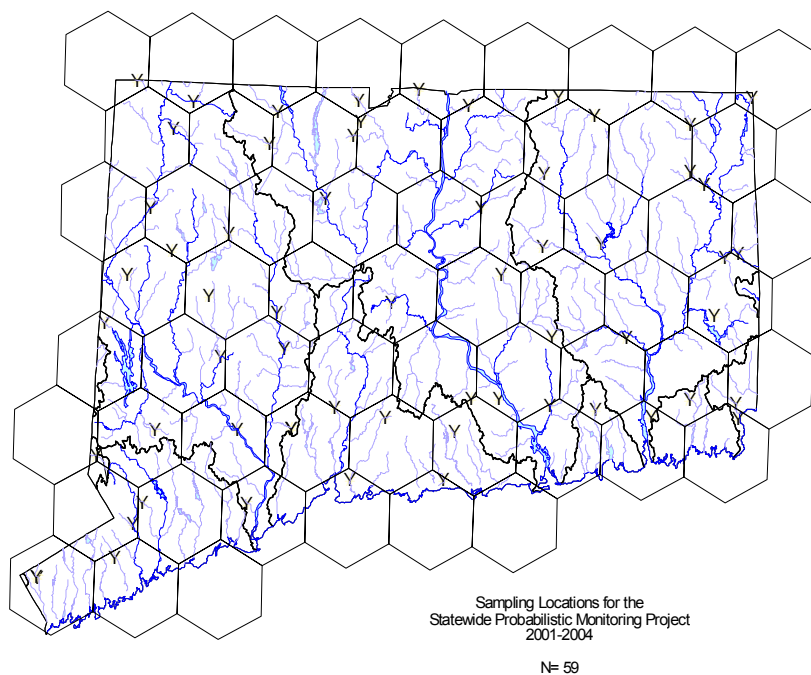 Sampling Locations for the
Statewide Probabilistic Monitoring Project
2001-2004
N= 59